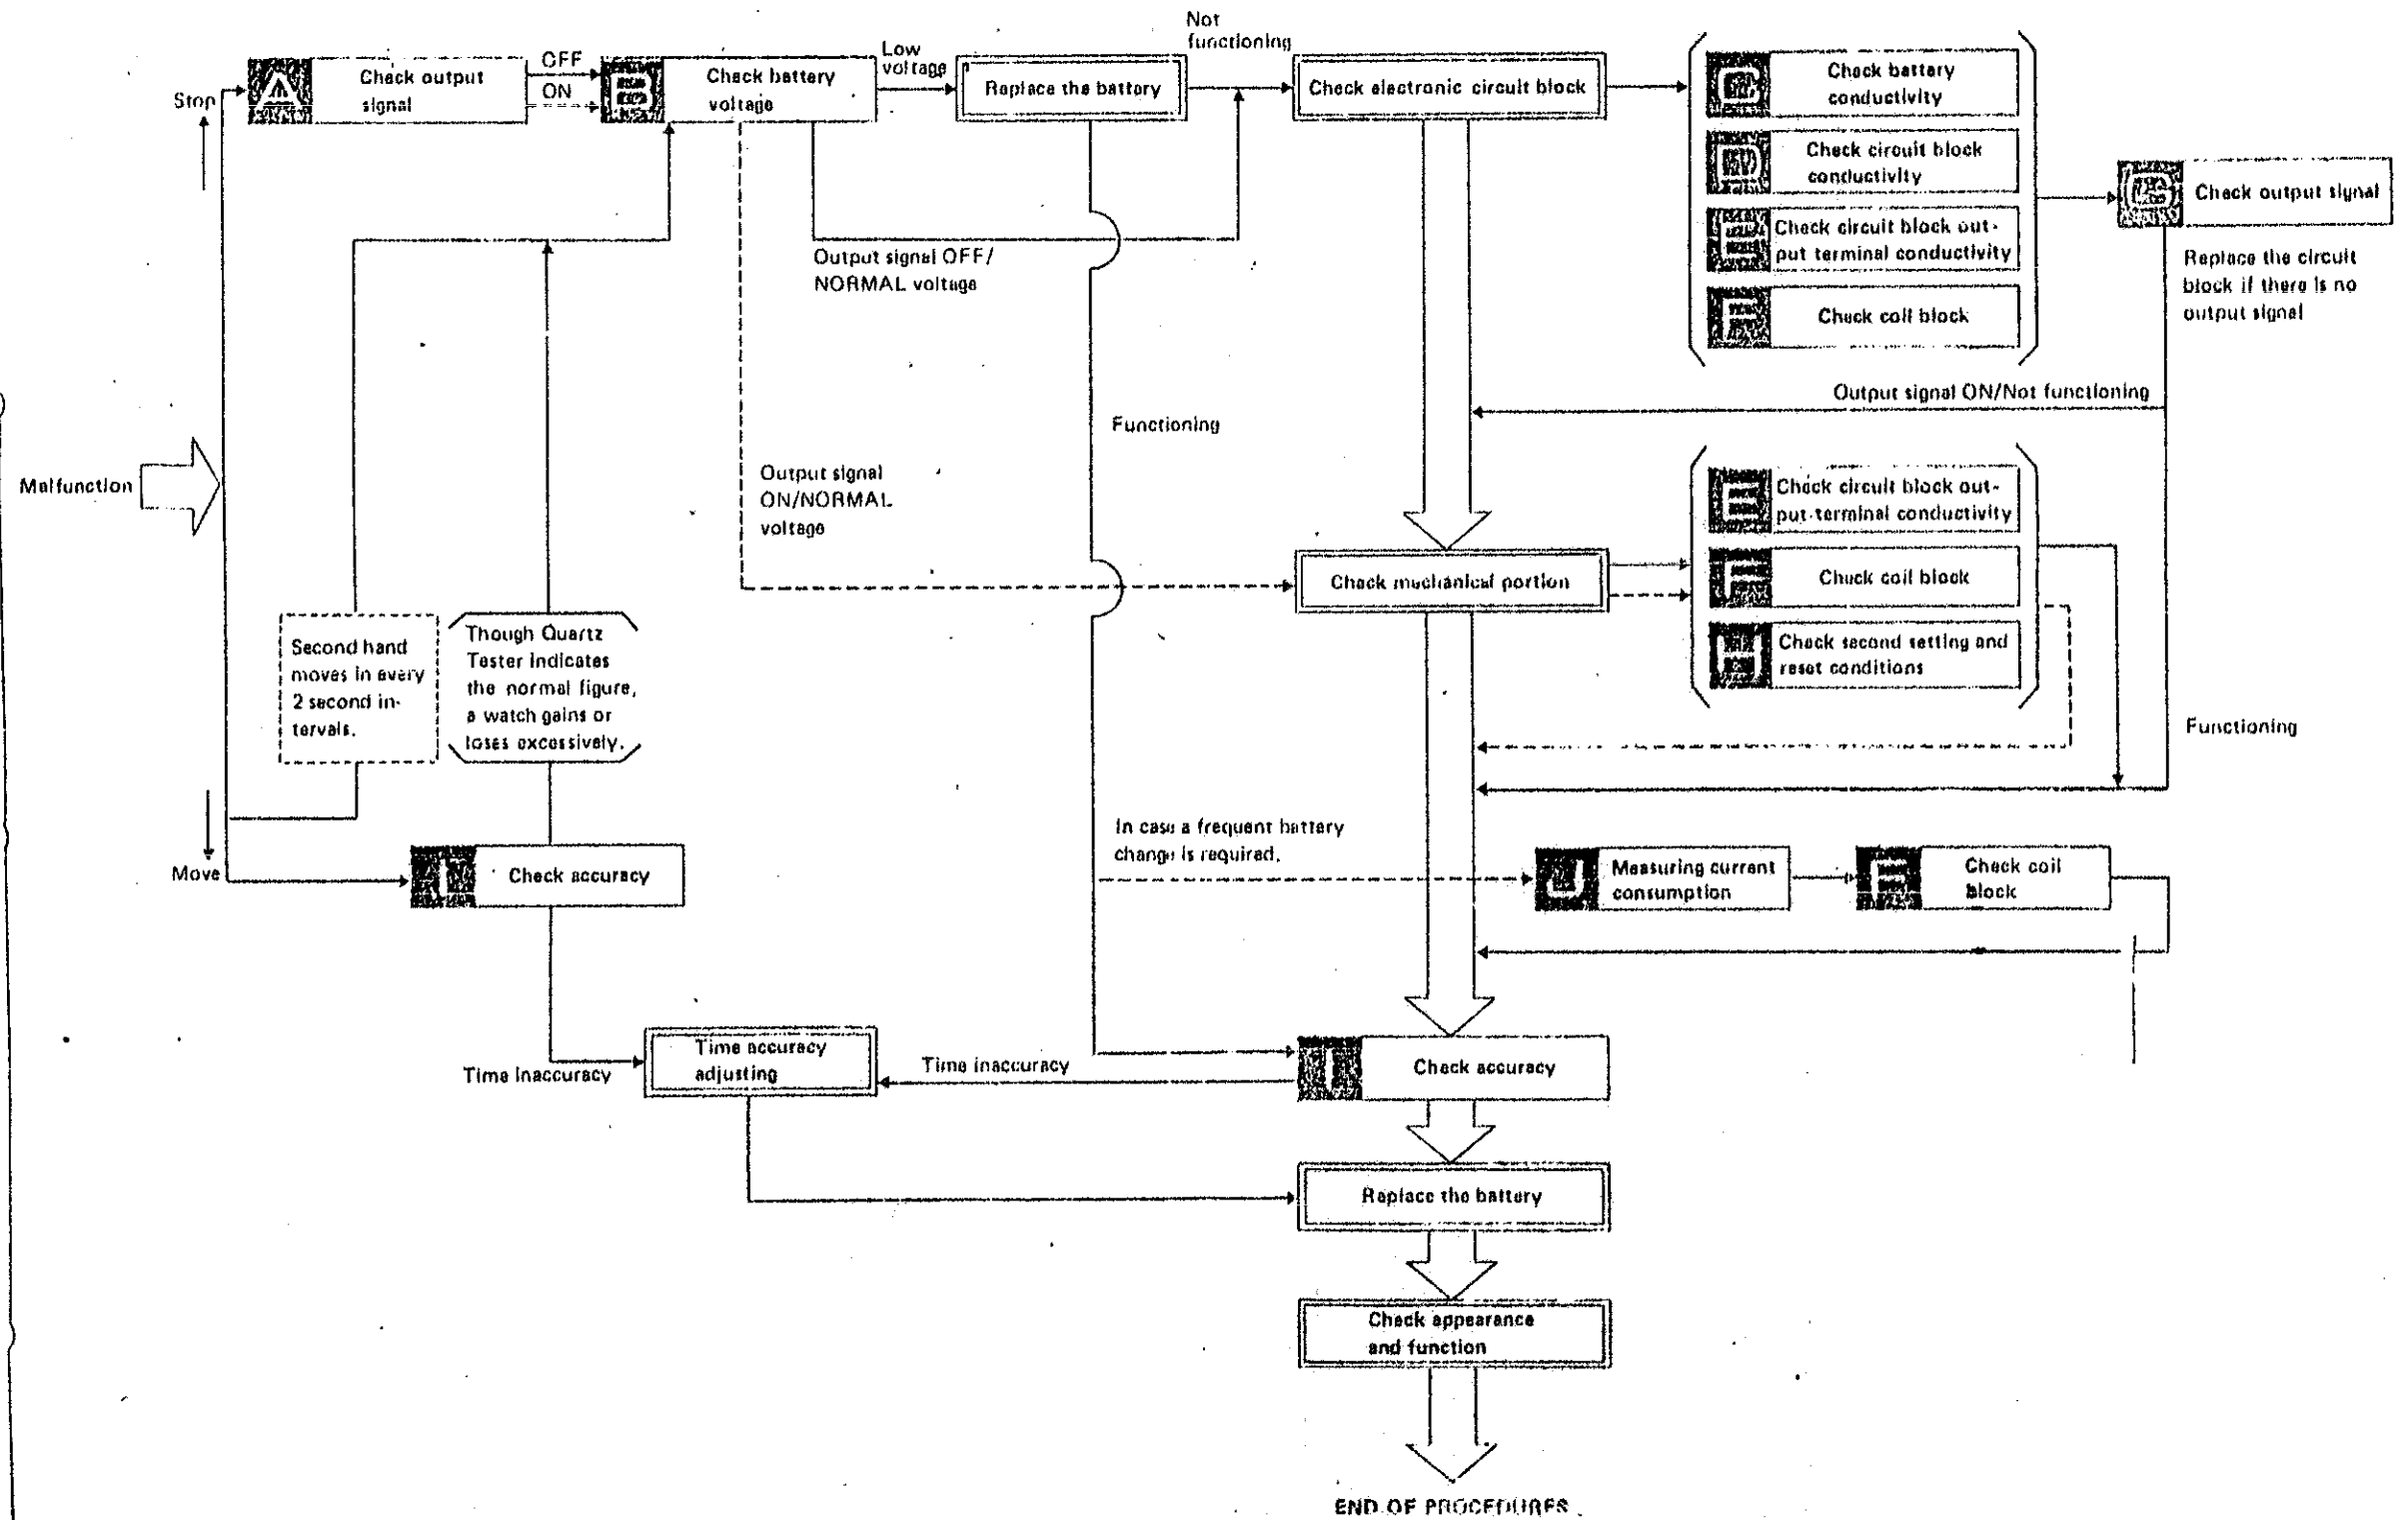 Stop
A
Check output
signal
OFF
ON
B
Check battery
voltage
Low
voltage
Replace the battery
Not
functioning
Check electronic circuit block
C
Check battery
conductivity
D
Check circuit block
conductivity
E
Check circuit block out-
put terminal conductivity
F
Check coil block
G
Check output signal
Replace the circuit
block if there is no
output signal
Output signal OFF/
NORMAL voltage
Output signal ON/Not functioning
Functioning
Malfunction
Output signal
ON/NORMAL
voltage
Check mechanical portion
E
Check circuit block out-
put-terminal conductivity
F
Check coil block
H
Check second setting and
reset conditions
Second hand
moves in every
2 second in-
tervals.
Though Quartz
Tester indicates
the normal figure,
a watch gains or
loses excessively.
Functioning
Move
I
Check accuracy
In case a frequent battery
change is required.
J
Measuring current
consumption
F
Check coil
block
Time inaccuracy
Time accuracy
adjusting
Time inaccuracy
I
Check accuracy
Replace the battery
Check appearance
and function
END OF PROCEDURES